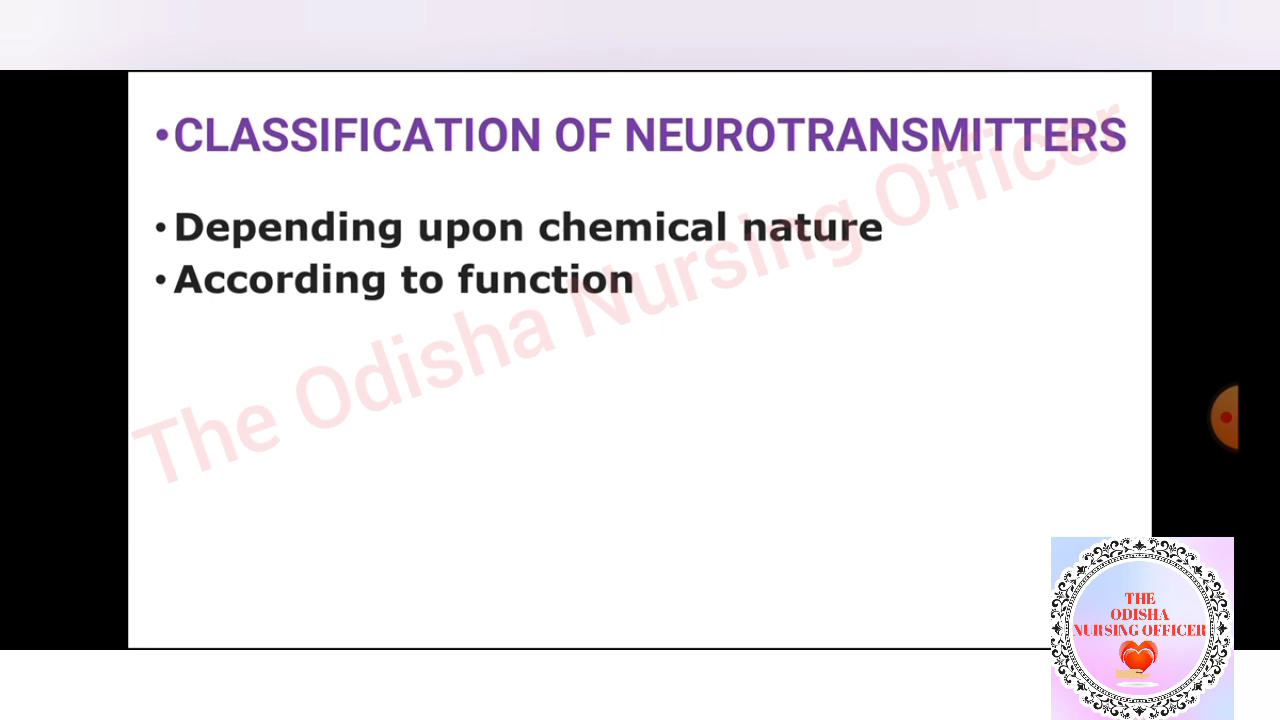 •CLASSIFICATION OF NEUROTRANSMITTERS
•Depending upon chemical nature
•According to function
The Odisha Nursing Officer
THE
ODISHA
NURSING OFFICER